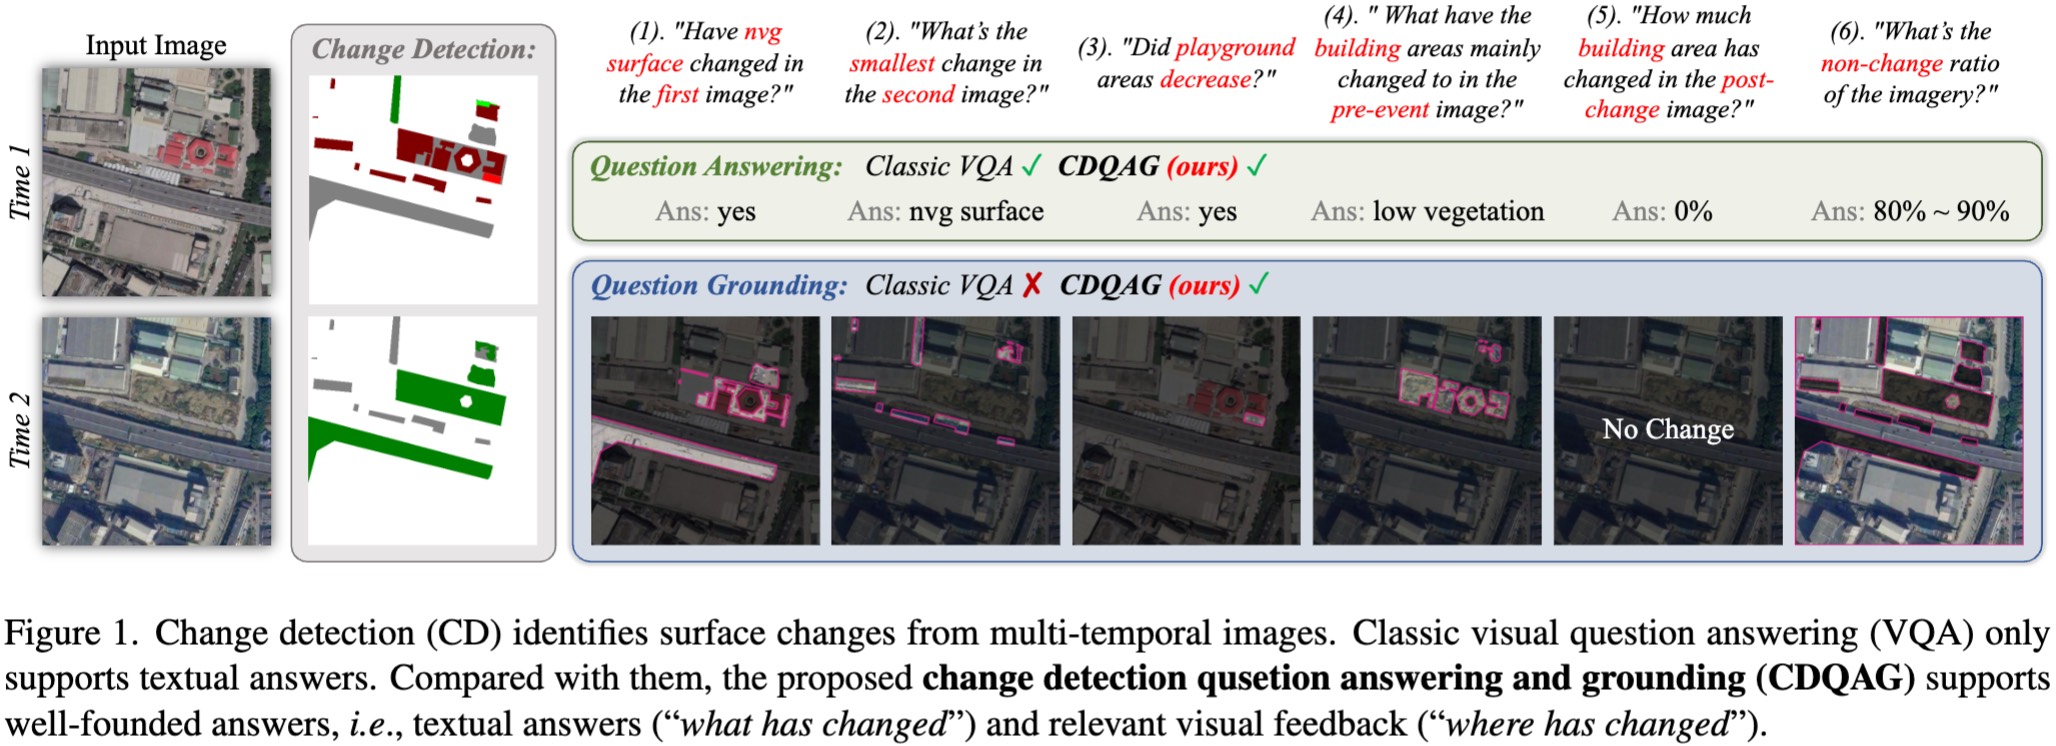 Input Image
Time 1
Time 2
Change Detection:
(1). "Have nvg
surface changed in
the first image?"
(2). "What's the
smallest change in
the second image?"
(3). "Did playground
areas decrease?"
(4). " What have the
building areas mainly
changed to in the
pre-event image?"
(5). "How much
building area has
changed in the post-
change image?"
(6). "What's the
non-change ratio
of the imagery?"
Question Answering: Classic VQA ✓ CDQAG (ours) ✓
Ans: yes
Ans: nvg surface
Ans: yes
Ans: low vegetation
Ans: 0%
Ans: 80% ~ 90%
Question Grounding: Classic VQA ✗ CDQAG (ours) ✓
No Change
Figure 1. Change detection (CD) identifies surface changes from multi-temporal images. Classic visual question answering (VQA) only
supports textual answers. Compared with them, the proposed change detection qusetion answering and grounding (CDQAG) supports
well-founded answers, i.e., textual answers (“what has changed”) and relevant visual feedback (“where has changed”).